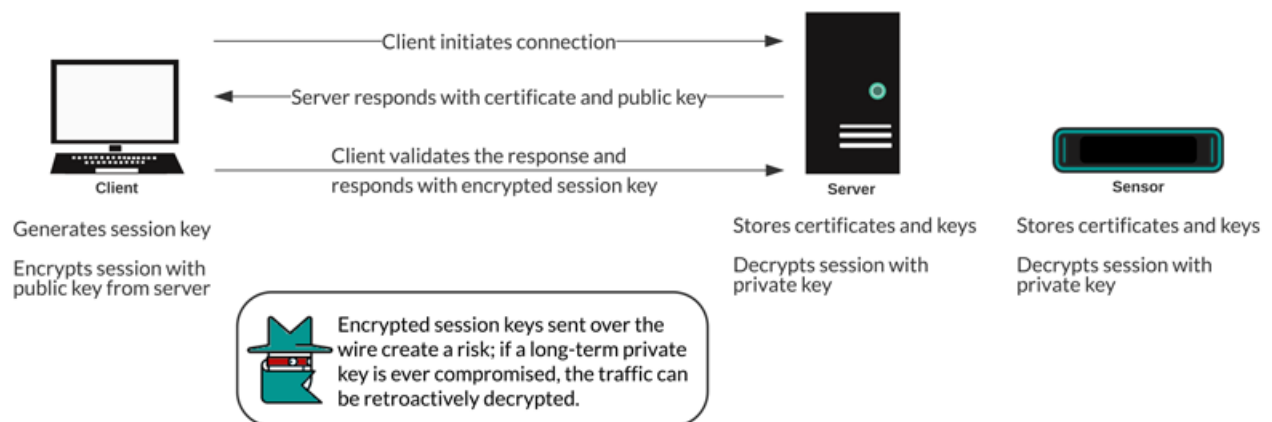 Client initiates connection
Server responds with certificate and public key
Client validates the response and
responds with encrypted session key
Client
Server
Sensor
Generates session key
Encrypts session with
public key from server
Stores certificates and keys
Decrypts session with
private key
Stores certificates and keys
Decrypts session with
private key
Encrypted session keys sent over the
wire create a risk; if a long-term private
key is ever compromised, the traffic can
be retroactively decrypted.